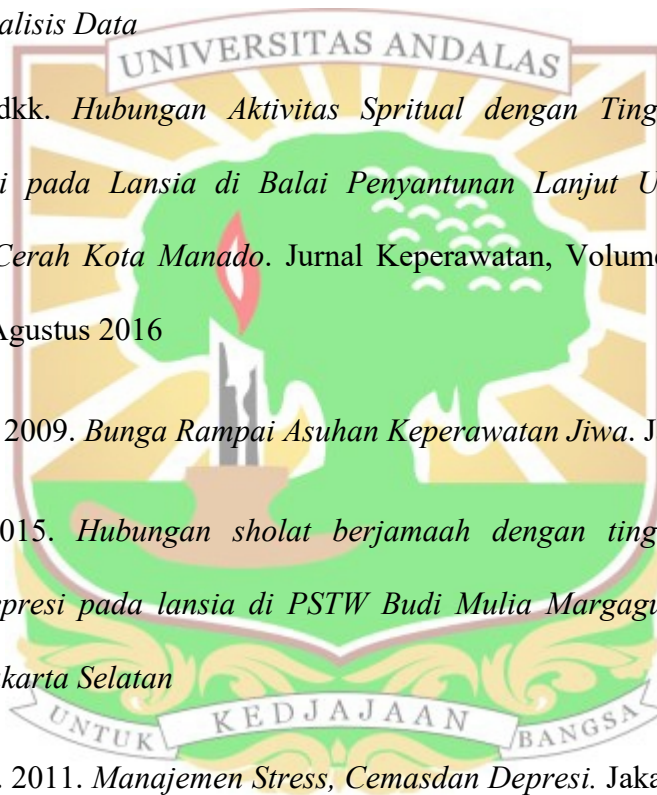 alisis Data
UNIVERSITAS ANDALAS
dkk. Hubungan Aktivitas Spritual dengan Ting
i pada Lansia di Balai Penyantunan Lanjut U
Cerah Kota Manado. Jurnal Keperawatan, Volume
Agustus 2016
2009. Bunga Rampai Asuhan Keperawatan Jiwa. J
015. Hubungan sholat berjamaah dengan ting
presi pada lansia di PSTW Budi Mulia Margagu
karta Selatan
UNTUK KEDJAJAAN BANGSA
. 2011. Manajemen Stress, Cemasdan Depresi. Jaka